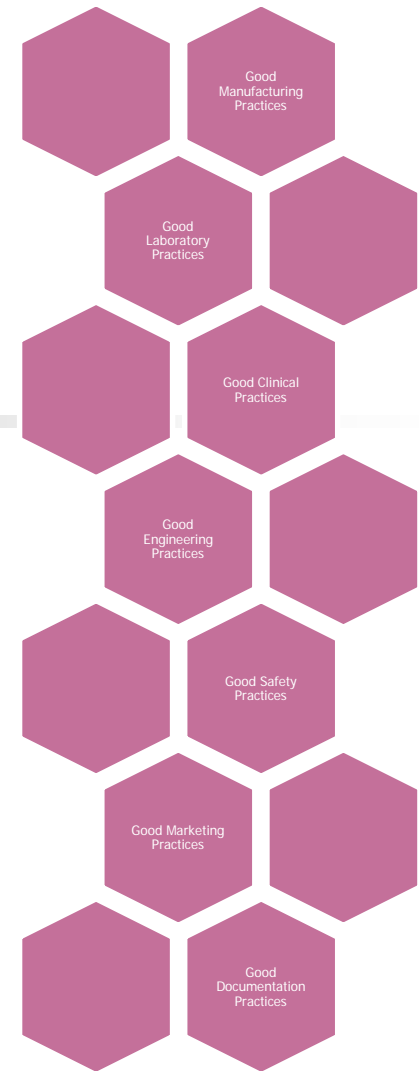 Good
Manufacturing
Practices
Good
Laboratory
Practices
Good Clinical
Practices
Good
Engineering
Practices
Good Safety
Practices
Good Marketing
Practices
Good
Documentation
Practices